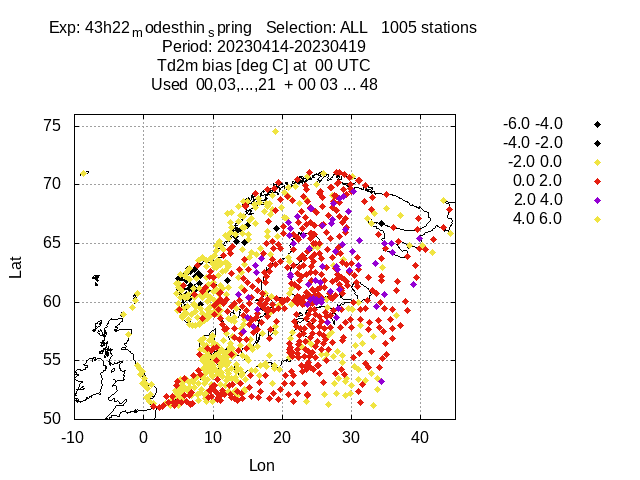 Exp: 43h22modesthinspring Selection: ALL 1005 stations
Period: 20230414-20230419
Td2m bias [deg C] at 00 UTC
Used 00,03,...,21 + 00 03 ... 48
-6.0 -4.0
-4.0 -2.0
-2.0 0.0
0.0 2.0
2.0 4.0
4.0 6.0
75
70
65
60
55
50
Lat
-10 0 10 20 30 40
Lon